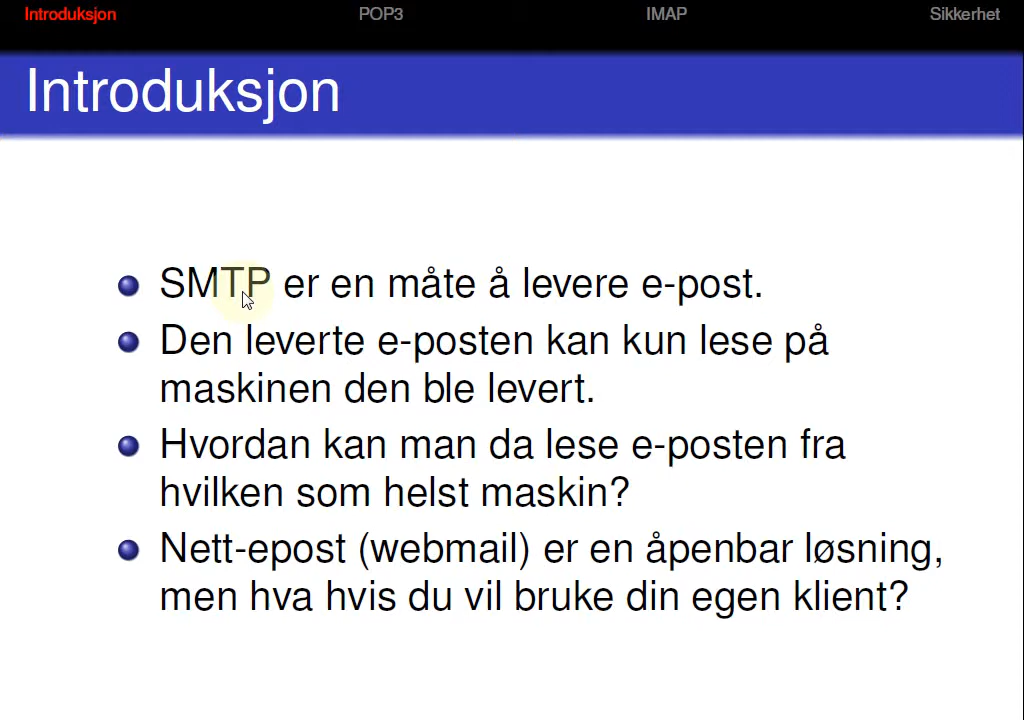 Introduksjon POP3 IMAP Sikkerhet
Introduksjon
SMTP er en måte å levere e-post.
Den leverte e-posten kan kun lese på
maskinen den ble levert.
Hvordan kan man da lese e-posten fra
hvilken som helst maskin?
Nett-epost (webmail) er en åpenbar løsning,
men hva hvis du vil bruke din egen klient?